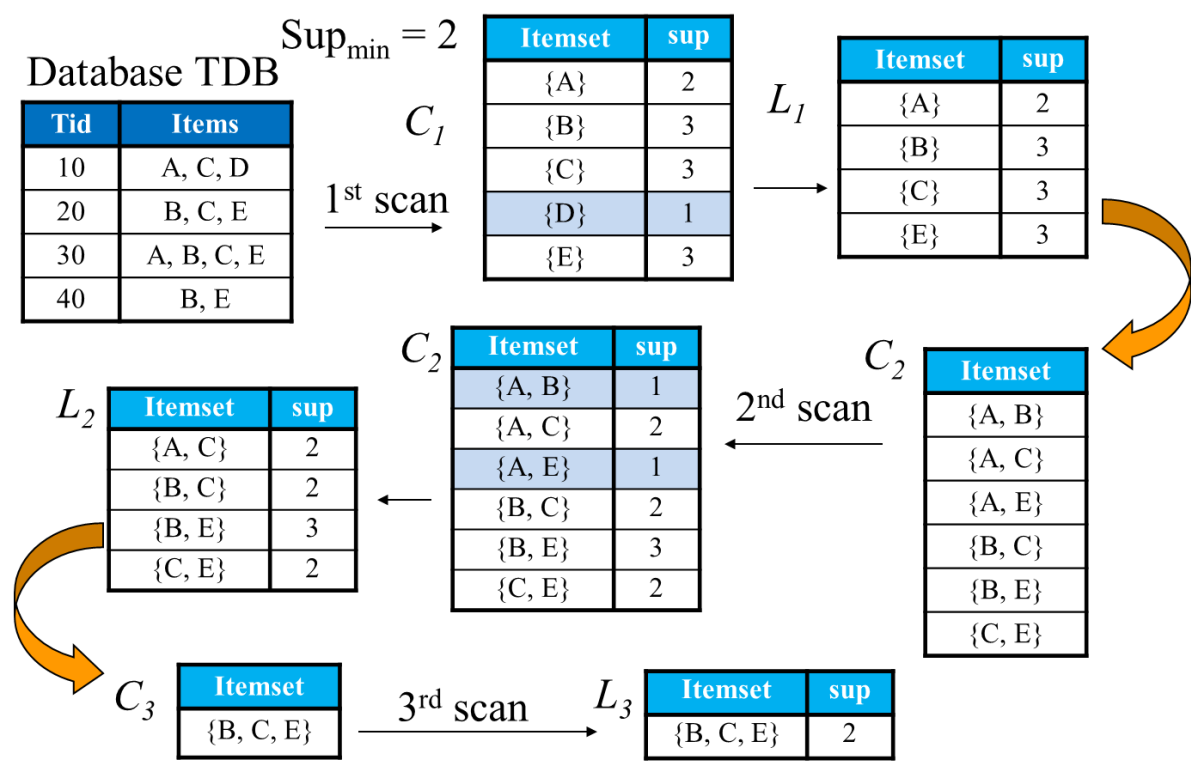 Sup_min = 2
Database TDB
Tid Items
10 A, C, D
20 B, C, E
30 A, B, C, E
40 B, E
1st scan
C1
Itemset sup
{A} 2
{B} 3
{C} 3
{D} 1
{E} 3
L1
Itemset sup
{A} 2
{B} 3
{C} 3
{E} 3
C2
Itemset
{A, B}
{A, C}
{A, E}
{B, C}
{B, E}
{C, E}
2nd scan
C2
Itemset sup
{A, B} 1
{A, C} 2
{A, E} 1
{B, C} 2
{B, E} 3
{C, E} 2
L2
Itemset sup
{A, C} 2
{B, C} 2
{B, E} 3
{C, E} 2
C3
Itemset
{B, C, E}
3rd scan
L3
Itemset sup
{B, C, E} 2